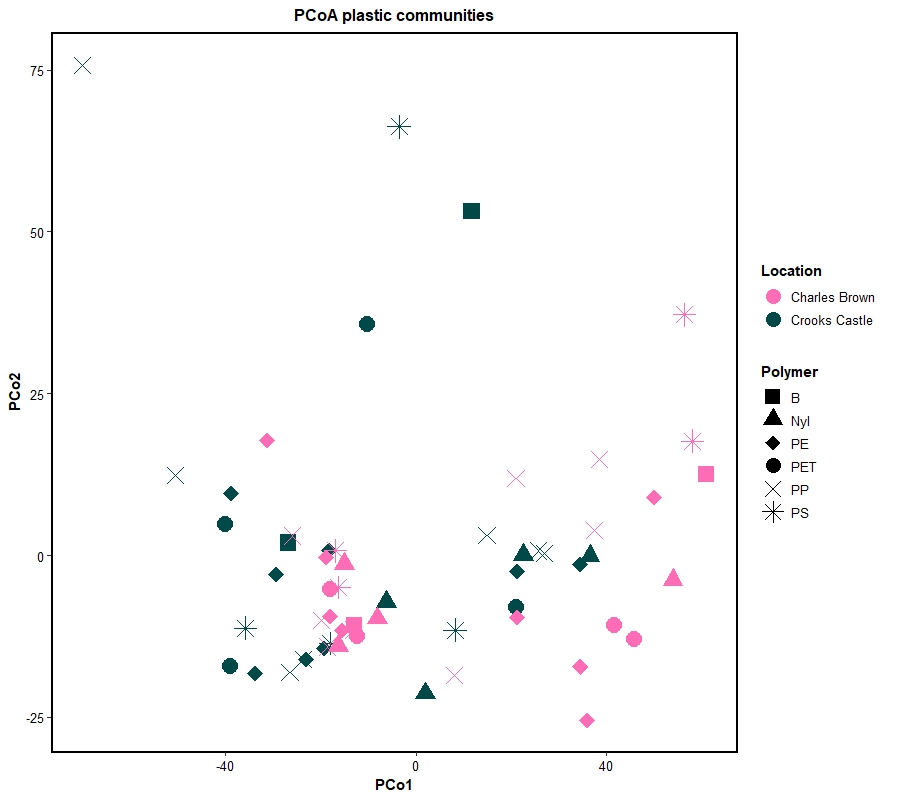 PCoA plastic communities
75
50
25
0
-25
PCo2
-40
0
40
PCo1
Location
Charles Brown
Crooks Castle
Polymer
B
Nyl
PE
PET
PP
PS